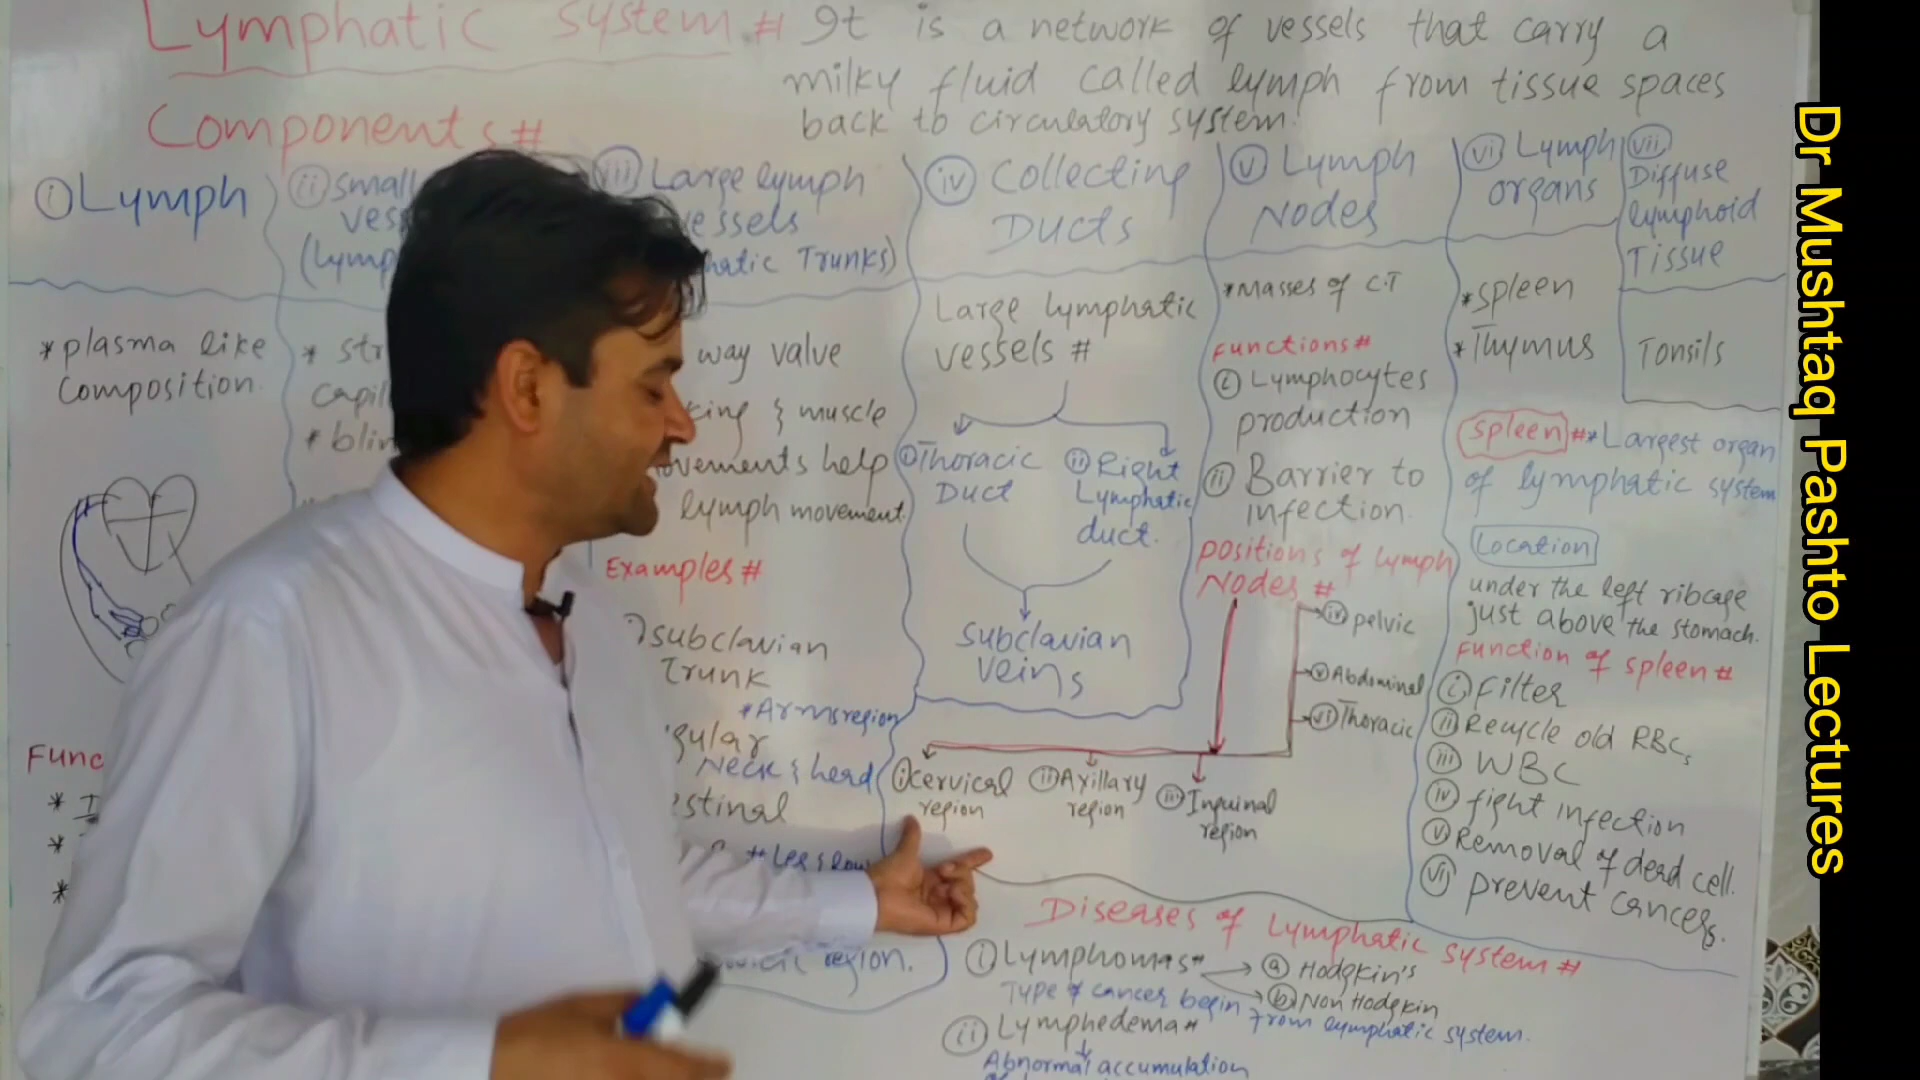 Lymphatic System # It is a network of vessels that carry a
milky fluid called lymph from tissue spaces
back to circulatory system.
Components #
i Lymph
* plasma like
Composition.
Func
ii small
vess
(Lymp
* str
capil
* blin
iii Large lymph
vessels
hatic Trunks)
way valve
king & muscle
movements help
lymph movement.
Examples #
subclavian
Trunk
* Arms region
gular
Neck & head
stinal
# Leg & low
region.
iv Collecting
Ducts
Large lymphatic
vessels #
i Thoracic
Duct
ii Right
Lymphatic
duct.
Subclavian
veins
v Lymph
Nodes
* Masses of C.T
Functions #
i Lymphocytes
production
ii Barrier to
infection.
positions of lymph
Nodes #
iv pelvic
v Abdominal
vi Thoracic
i cervical
region
ii Axillary
region
iii Inguinal
region
vi Lymph
organs
* spleen
* Thymus
vii
Diffuse
lymphoid
Tissue
Tonsils
Spleen # * Largest organ
of lymphatic system
Location
under the left ribcage
just above the stomach.
Function of spleen #
i Filter
ii Recycle old RBCs
iii WBC
iv fight infection
v Removal of dead cell.
vi prevent cancers.
Diseases of Lymphatic system #
i Lymphomas #
a Hodgkin's
b Non Hodgkin
Type of cancer begin from lymphatic system.
ii Lymphedema #
Abnormal accumulation
Dr Mushtaq Pashto Lectures